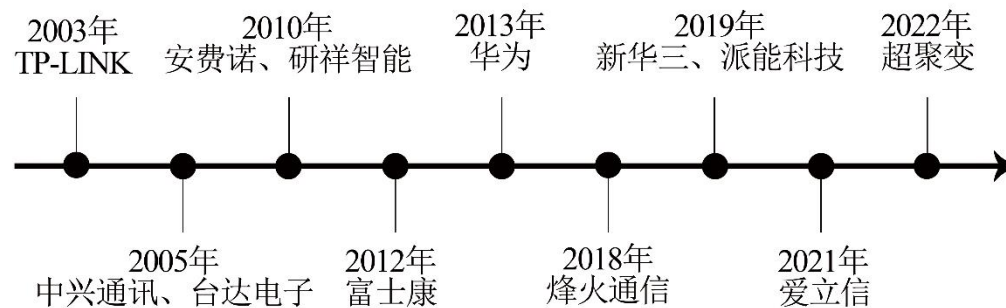 2003年
TP-LINK
2010年
安费诺、研祥智能
2013年
华为
2019年
新华三、派能科技
2022年
超聚变
2005年
中兴通讯、台达电子
2012年
富士康
2018年
烽火通信
2021年
爱立信